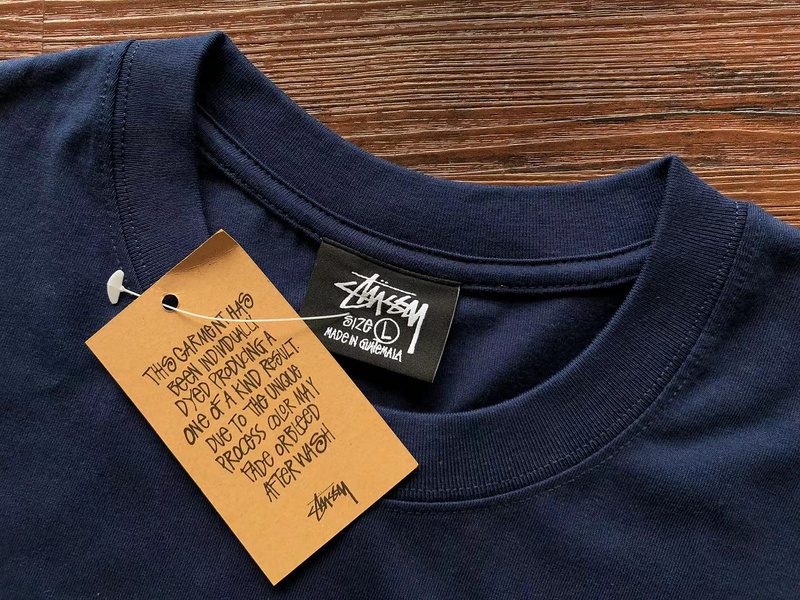 THIS GARMENT HAS
BEEN INDIVIDUALLY
DYED PRODUCING A
ONE OF A KIND RESULT.
DUE TO THE UNIQUE
PROCESS COLOR MAY
FADE OR BLEED
AFTER WASH
STÜSSY
STÜSSY
SIZE L
MADE IN GUATEMALA